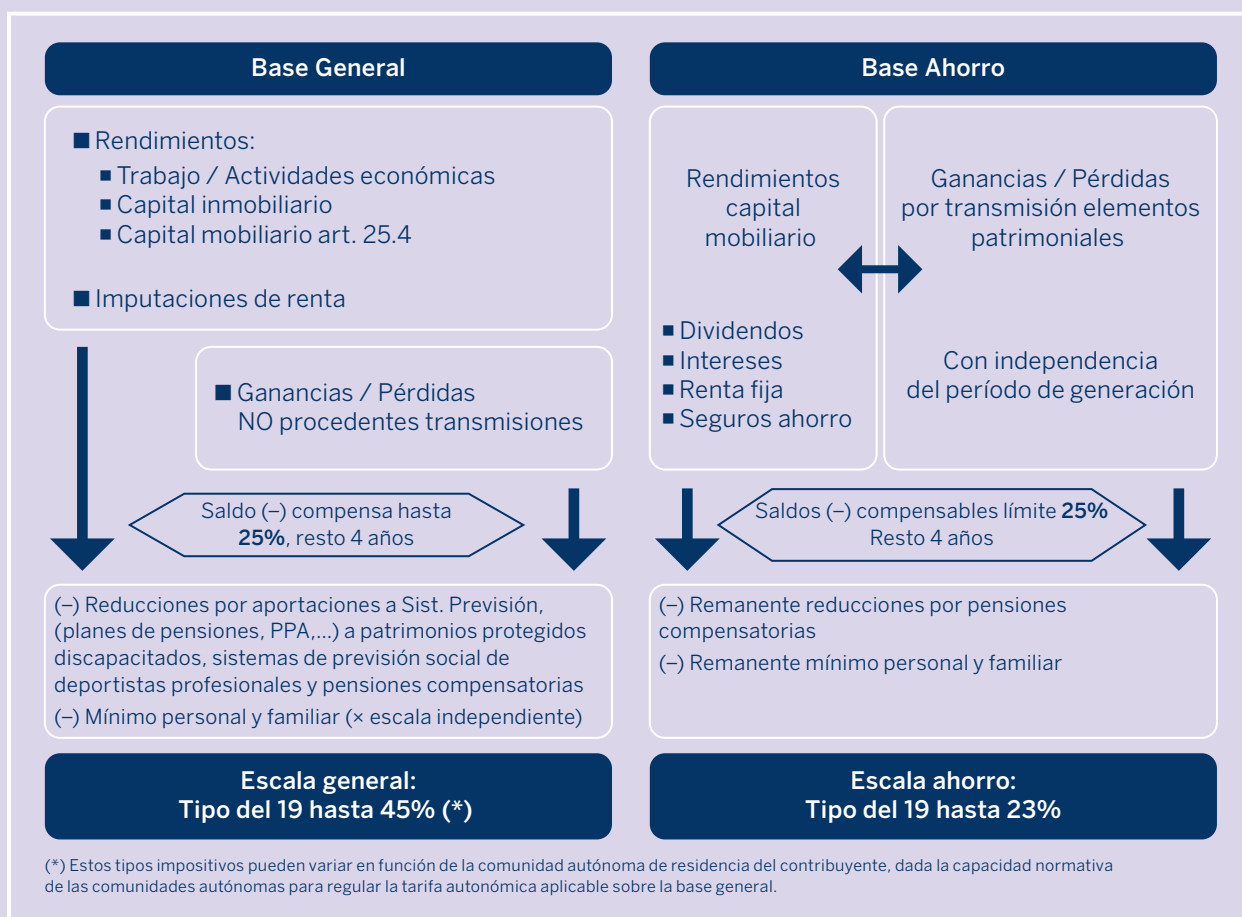 Base General
■ Rendimientos:
■ Trabajo / Actividades económicas
■ Capital inmobiliario
■ Capital mobiliario art. 25.4
■ Imputaciones de renta
■ Ganancias / Pérdidas
NO procedentes transmisiones
Saldo (–) compensa hasta
25%, resto 4 años
(–) Reducciones por aportaciones a Sist. Previsión,
(planes de pensiones, PPA,...) a patrimonios protegidos
discapacitados, sistemas de previsión social de
deportistas profesionales y pensiones compensatorias
(–) Mínimo personal y familiar (× escala independiente)
Escala general:
Tipo del 19 hasta 45% (*)
Base Ahorro
Rendimientos
capital
mobiliario
■ Dividendos
■ Intereses
■ Renta fija
■ Seguros ahorro
Ganancias / Pérdidas
por transmisión elementos
patrimoniales
Con independencia
del período de generación
Saldos (–) compensables límite 25%
Resto 4 años
(–) Remanente reducciones por pensiones
compensatorias
(–) Remanente mínimo personal y familiar
Escala ahorro:
Tipo del 19 hasta 23%
(*) Estos tipos impositivos pueden variar en función de la comunidad autónoma de residencia del contribuyente, dada la capacidad normativa
de las comunidades autónomas para regular la tarifa autonómica aplicable sobre la base general.